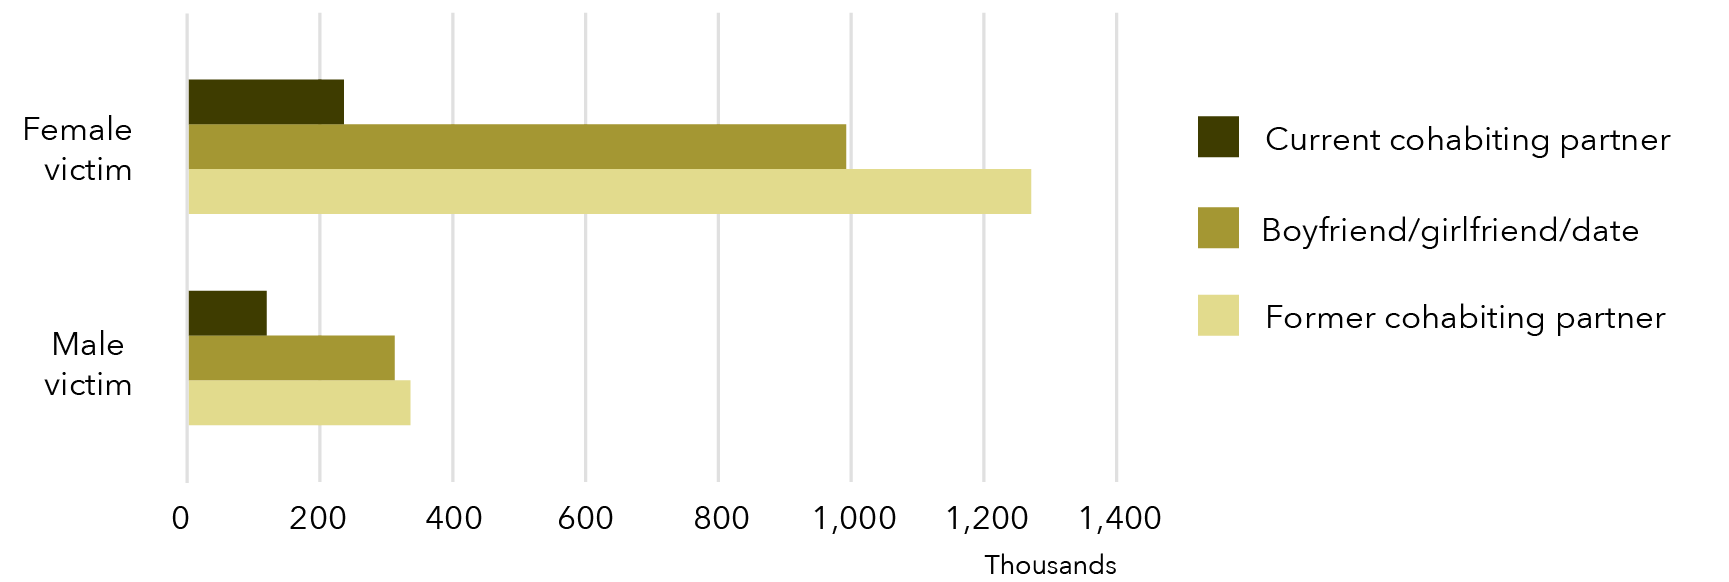 Female
victim
Male
victim
0 200 400 600 800 1,000 1,200 1,400
Thousands
Current cohabiting partner
Boyfriend/girlfriend/date
Former cohabiting partner